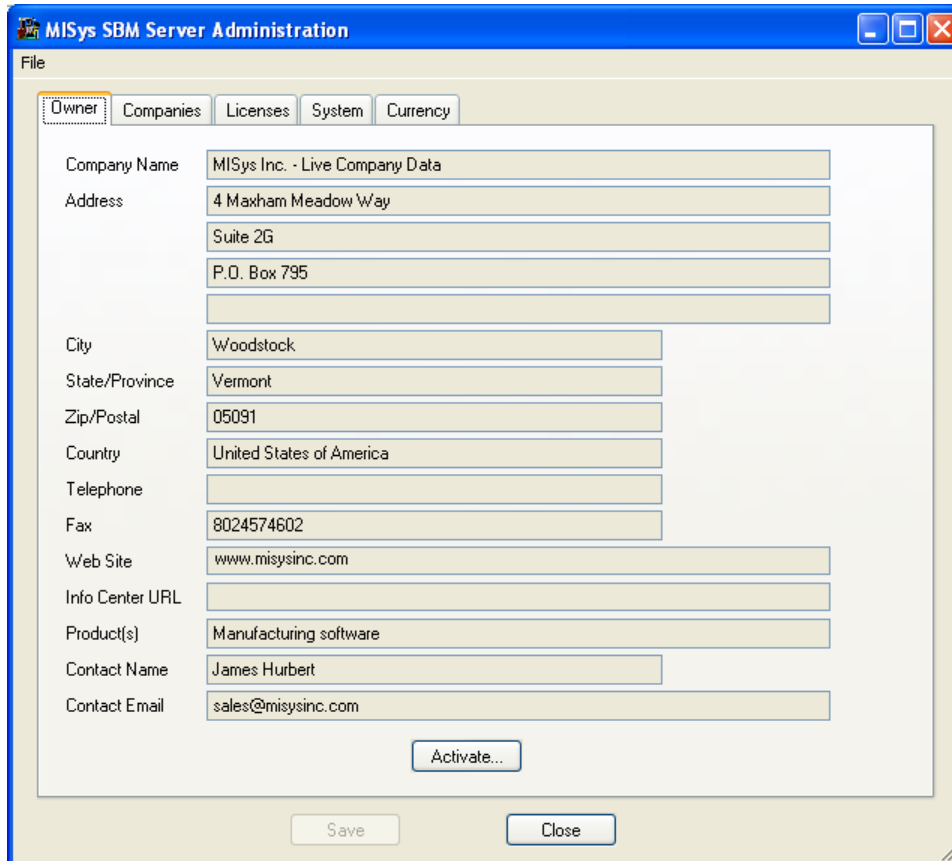 MISys SBM Server Administration
File
Owner Companies Licenses System Currency
Company Name MISys Inc. - Live Company Data
Address 4 Maxham Meadow Way
Suite 2G
P.O. Box 795
City Woodstock
State/Province Vermont
Zip/Postal 05091
Country United States of America
Telephone
Fax 8024574602
Web Site www.misysinc.com
Info Center URL
Product(s) Manufacturing software
Contact Name James Hurbert
Contact Email sales@misysinc.com
Activate...
Save Close